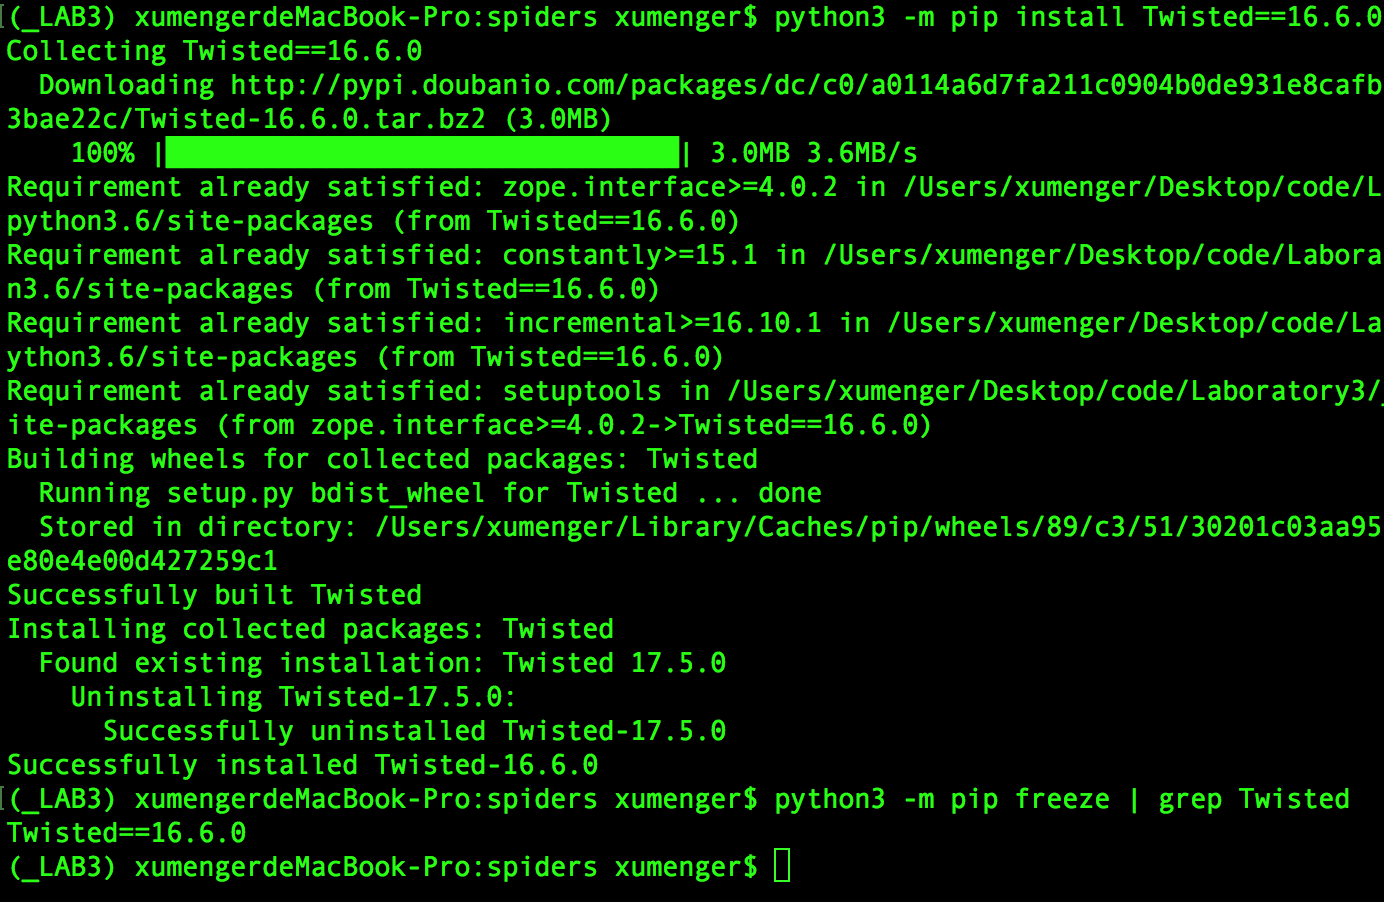 (_LAB3) xumengerdeMacBook-Pro:spiders xumenger$ python3 -m pip install Twisted==16.6.0
Collecting Twisted==16.6.0
  Downloading http://pypi.doubanio.com/packages/dc/c0/a0114a6d7fa211c0904b0de931e8cafb
3bae22c/Twisted-16.6.0.tar.bz2 (3.0MB)
    100% |████████████████████████████████| 3.0MB 3.6MB/s
Requirement already satisfied: zope.interface>=4.0.2 in /Users/xumenger/Desktop/code/L
python3.6/site-packages (from Twisted==16.6.0)
Requirement already satisfied: constantly>=15.1 in /Users/xumenger/Desktop/code/Labora
n3.6/site-packages (from Twisted==16.6.0)
Requirement already satisfied: incremental>=16.10.1 in /Users/xumenger/Desktop/code/La
ython3.6/site-packages (from Twisted==16.6.0)
Requirement already satisfied: setuptools in /Users/xumenger/Desktop/code/Laboratory3/_
ite-packages (from zope.interface>=4.0.2->Twisted==16.6.0)
Building wheels for collected packages: Twisted
  Running setup.py bdist_wheel for Twisted ... done
  Stored in directory: /Users/xumenger/Library/Caches/pip/wheels/89/c3/51/30201c03aa95
e80e4e00d427259c1
Successfully built Twisted
Installing collected packages: Twisted
  Found existing installation: Twisted 17.5.0
    Uninstalling Twisted-17.5.0:
      Successfully uninstalled Twisted-17.5.0
Successfully installed Twisted-16.6.0
(_LAB3) xumengerdeMacBook-Pro:spiders xumenger$ python3 -m pip freeze | grep Twisted
Twisted==16.6.0
(_LAB3) xumengerdeMacBook-Pro:spiders xumenger$